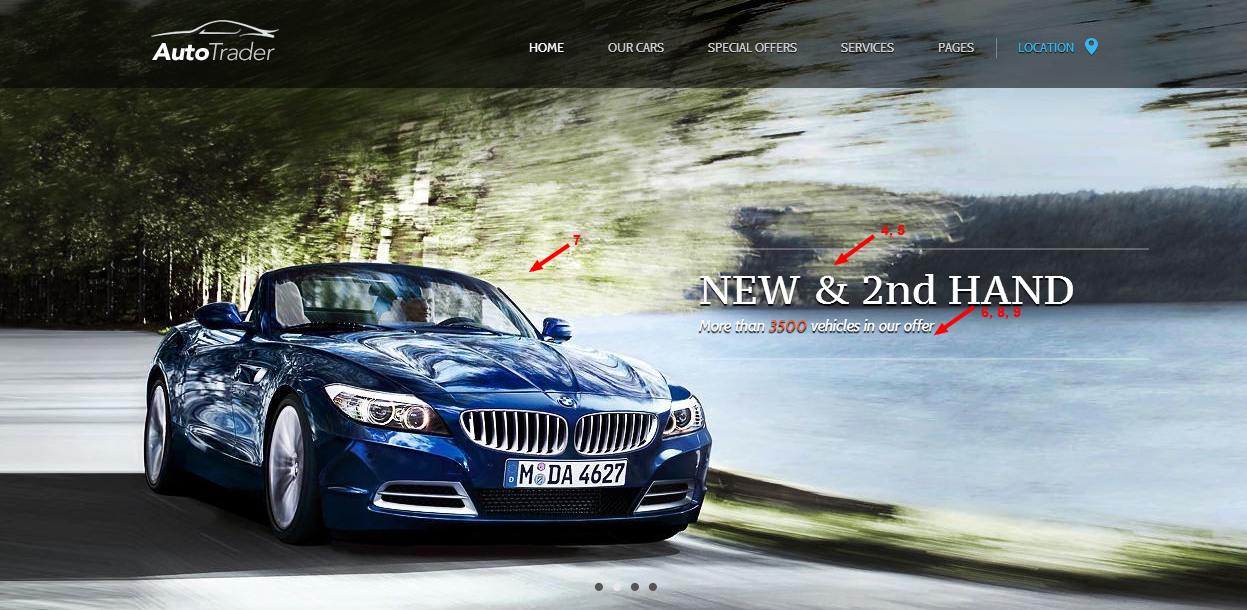 AutoTrader
HOME OUR CARS SPECIAL OFFERS SERVICES PAGES LOCATION
7
4, 5
NEW & 2nd HAND
6, 8, 9
More than 3500 vehicles in our offer
M DA 4627
D